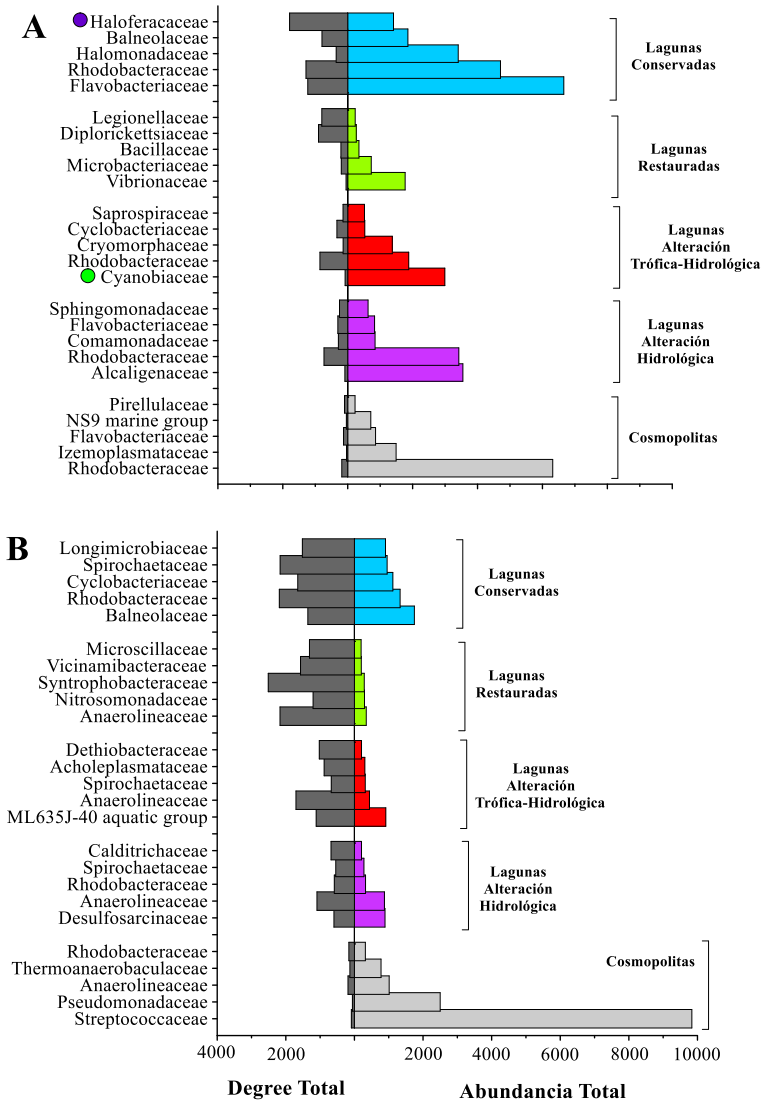 A
Haloferacaceae
Balneolaceae
Halomonadaceae
Rhodobacteraceae
Flavobacteriaceae
Lagunas
Conservadas
Legionellaceae
Diplorickettsiaceae
Bacillaceae
Microbacteriaceae
Vibrionaceae
Lagunas
Restauradas
Saprospiraceae
Cyclobacteriaceae
Cryomorphaceae
Rhodobacteraceae
Cyanobiaceae
Lagunas
Alteración
Trófica-Hidrológica
Sphingomonadaceae
Flavobacteriaceae
Comamonadaceae
Rhodobacteraceae
Alcaligenaceae
Lagunas
Alteración
Hidrológica
Pirellulaceae
NS9 marine group
Flavobacteriaceae
Izemoplasmataceae
Rhodobacteraceae
Cosmopolitas
B
Longimicrobiaceae
Spirochaetaceae
Cyclobacteriaceae
Rhodobacteraceae
Balneolaceae
Lagunas
Conservadas
Microscillaceae
Vicinamibacteraceae
Syntrophobacteraceae
Nitrosomonadaceae
Anaerolineaceae
Lagunas
Restauradas
Dethiobacteraceae
Acholeplasmataceae
Spirochaetaceae
Anaerolineaceae
ML635J-40 aquatic group
Lagunas
Alteración
Trófica-Hidrológica
Calditrichaceae
Spirochaetaceae
Rhodobacteraceae
Anaerolineaceae
Desulfosarcinaceae
Lagunas
Alteración
Hidrológica
Rhodobacteraceae
Thermoanaerobaculaceae
Anaerolineaceae
Pseudomonadaceae
Streptococcaceae
Cosmopolitas
4000 2000 2000 4000 6000 8000 10000
Degree Total Abundancia Total